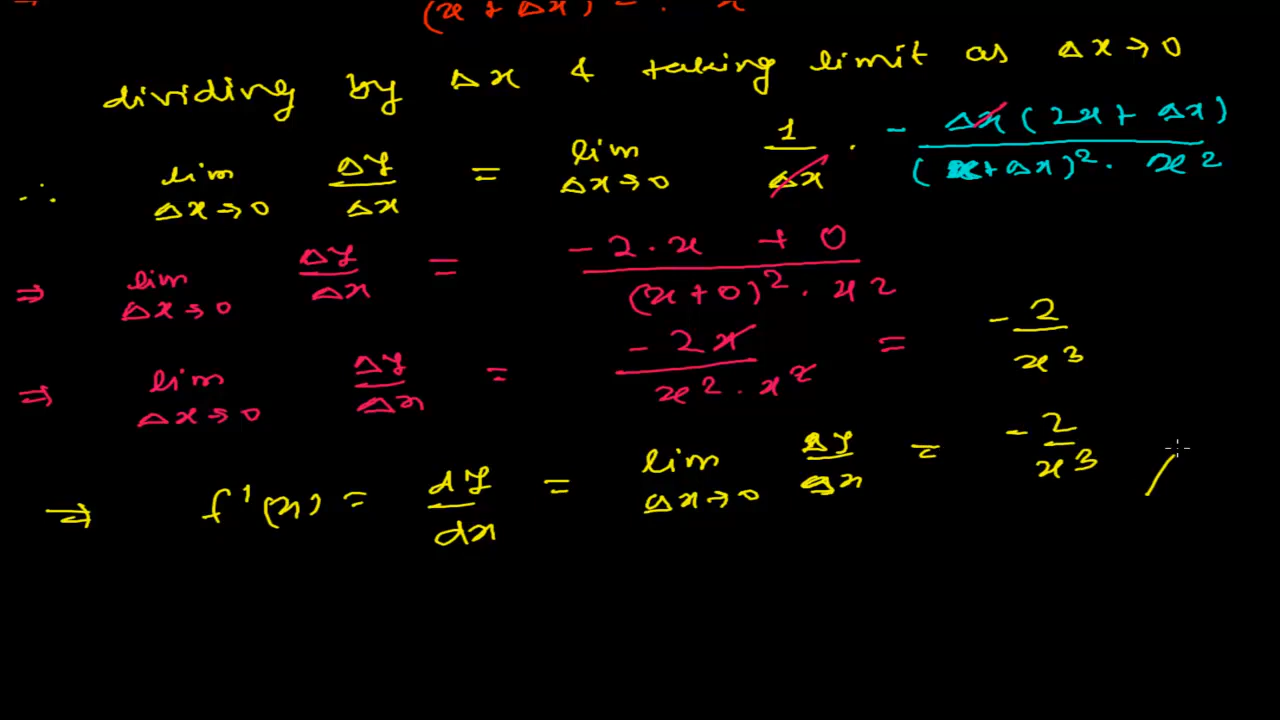 (x + Δx)² · x
dividing by Δx & taking limit as Δx → 0
∴ lim Δx→0 Δy/Δx = lim Δx→0 1/Δx · - Δx(2x + Δx)/(x+Δx)² · x²
⇒ lim Δx→0 Δy/Δx = -2·x + 0/(x+0)² · x²
⇒ lim Δx→0 Δy/Δx = -2x/x² · x² = -2/x³
⇒ f'(x) = dy/dx = lim Δx→0 Δy/Δx = -2/x³